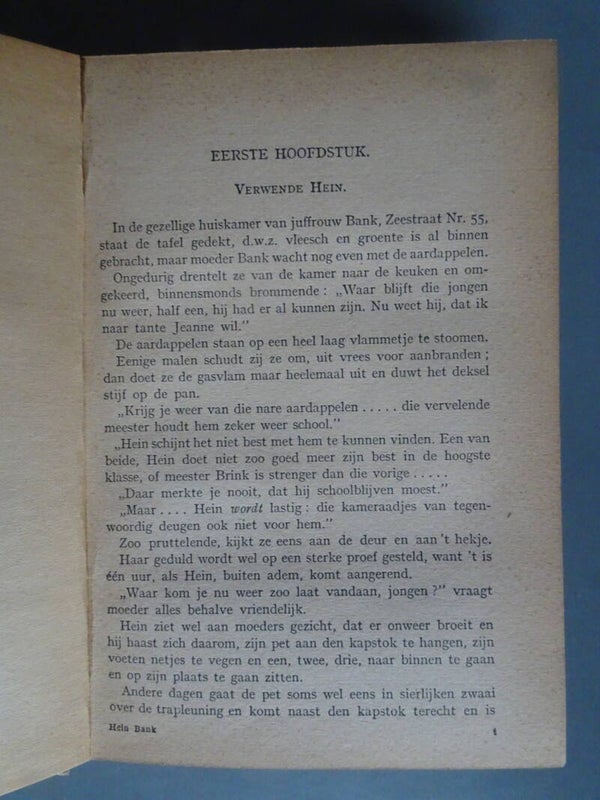 EERSTE HOOFDSTUK.
VERWENDE HEIN.
In de gezellige huiskamer van juffrouw Bank, Zeestraat Nr. 55,
staat de tafel gedekt, d.w.z. vleesch en groente is al binnen
gebracht, maar moeder Bank wacht nog even met de aardappelen.
Ongedurig drentelt ze van de kamer naar de keuken en om-
gekeerd, binnensmonds brommende : „Waar blijft die jongen
nu weer, half een, hij had er al kunnen zijn. Nu weet hij, dat ik
naar tante Jeanne wil.”
De aardappelen staan op een heel laag vlammetje te stoomen.
Eenige malen schudt zij ze om, uit vrees voor aanbranden ;
dan doet ze de gasvlam maar heelemaal uit en duwt het deksel
stijf op de pan.
„Krijg je weer van die nare aardappelen ..... die vervelende
meester houdt hem zeker weer school.”
„Hein schijnt het niet best met hem te kunnen vinden. Een van
beide, Hein doet niet zoo goed meer zijn best in de hoogste
klasse, of meester Brink is strenger dan die vorige .....
„Daar merkte je nooit, dat hij schoolblijven moest.”
„Maar .... Hein wordt lastig : die kameraadjes van tegen-
woordig deugen ook niet voor hem.”
Zoo pruttelende, kijkt ze eens aan de deur en aan 't hekje.
Haar geduld wordt wel op een sterke proef gesteld, want 't is
één uur, als Hein, buiten adem, komt aangerend.
„Waar kom je nu weer zoo laat vandaan, jongen ?” vraagt
moeder alles behalve vriendelijk.
Hein ziet wel aan moeders gezicht, dat er onweer broeit en
hij haast zich daarom, zijn pet aan den kapstok te hangen, zijn
voeten netjes te vegen en een, twee, drie, naar binnen te gaan
en op zijn plaats te gaan zitten.
Andere dagen gaat de pet soms wel eens in sierlijken zwaai
over de trapleuning en komt naast den kapstok terecht en is
Hein Bank 1